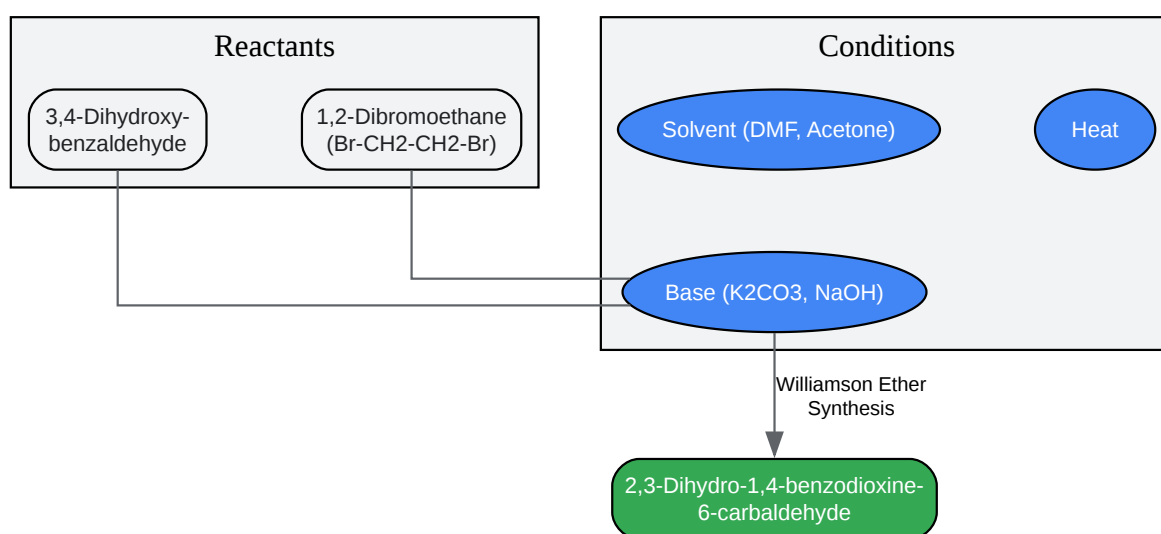 Reactants
3,4-Dihydroxy-
benzaldehyde
1,2-Dibromoethane
(Br-CH2-CH2-Br)
Conditions
Solvent (DMF, Acetone)
Heat
Base (K2CO3, NaOH)
Williamson Ether
Synthesis
2,3-Dihydro-1,4-benzodioxine-
6-carbaldehyde